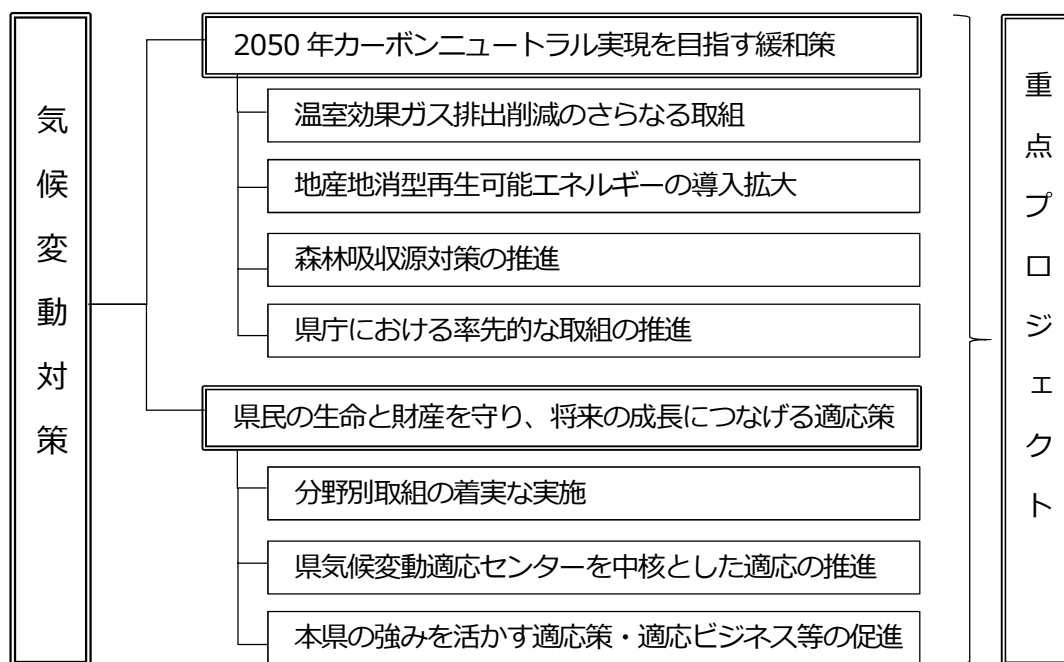 気候変動対策
2050年カーボンニュートラル実現を目指す緩和策
温室効果ガス排出削減のさらなる取組
地産地消型再生可能エネルギーの導入拡大
森林吸収源対策の推進
県庁における率先的な取組の推進
県民の生命と財産を守り、将来の成長につなげる適応策
分野別取組の着実な実施
県気候変動適応センターを中核とした適応の推進
本県の強みを活かす適応策・適応ビジネス等の促進
重点プロジェクト